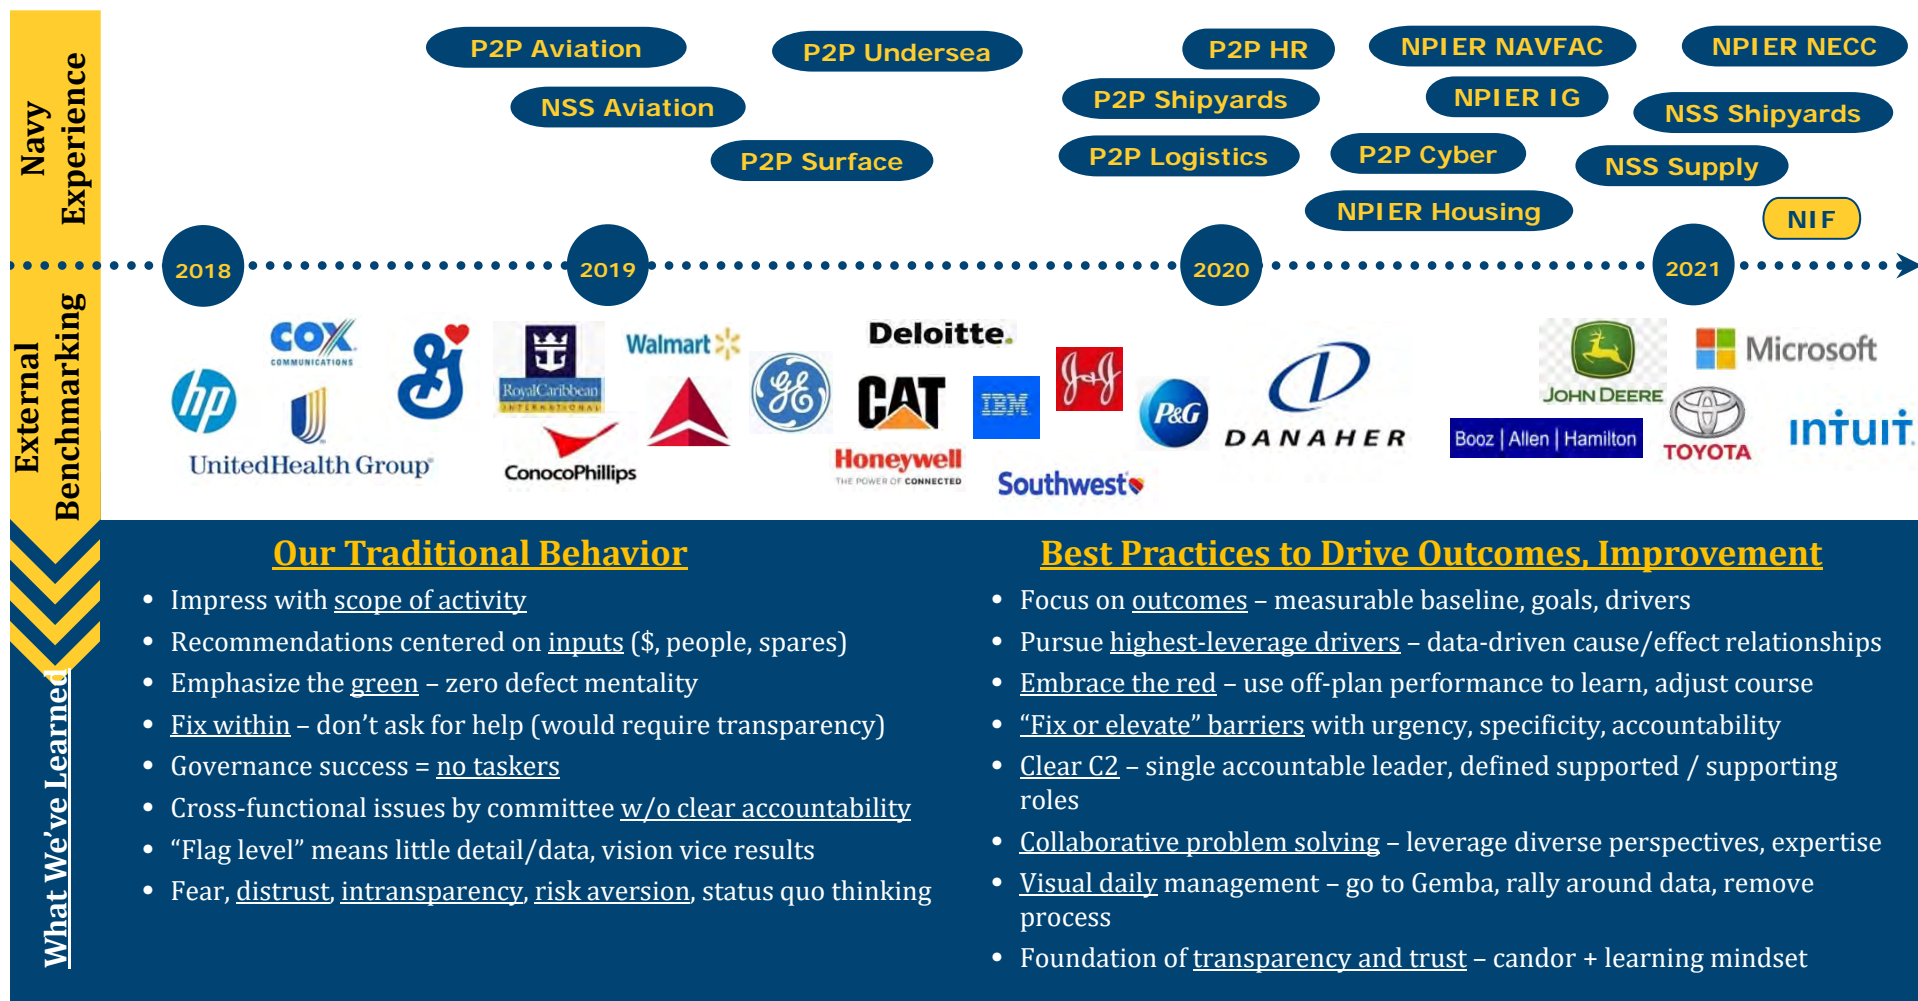 Navy
Experience
P2P Aviation
P2P Undersea
P2P HR
NPIER NAVFAC
NPIER NECC
NSS Aviation
P2P Shipyards
NPIER IG
NSS Shipyards
P2P Surface
P2P Logistics
P2P Cyber
NSS Supply
NPIER Housing
NIF
2018
2019
2020
2021
External
Benchmarking
COX
COMMUNICATIONS
hp
UnitedHealth Group
G
RoyalCaribbean
INTERNATIONAL
ConocoPhillips
Walmart
GE
Deloitte.
CAT
Honeywell
THE POWER OF CONNECTED
IBM
Southwest
J&J
P&G
DANAHER
JOHN DEERE
Booz | Allen | Hamilton
Microsoft
TOYOTA
intuit.
What We’ve Learned
Our Traditional Behavior
• Impress with scope of activity
• Recommendations centered on inputs ($, people, spares)
• Emphasize the green – zero defect mentality
• Fix within – don’t ask for help (would require transparency)
• Governance success = no taskers
• Cross-functional issues by committee w/o clear accountability
• “Flag level” means little detail/data, vision vice results
• Fear, distrust, intransparency, risk aversion, status quo thinking
Best Practices to Drive Outcomes, Improvement
• Focus on outcomes – measurable baseline, goals, drivers
• Pursue highest-leverage drivers – data-driven cause/effect relationships
• Embrace the red – use off-plan performance to learn, adjust course
• “Fix or elevate” barriers with urgency, specificity, accountability
• Clear C2 – single accountable leader, defined supported / supporting
roles
• Collaborative problem solving – leverage diverse perspectives, expertise
• Visual daily management – go to Gemba, rally around data, remove
process
• Foundation of transparency and trust – candor + learning mindset